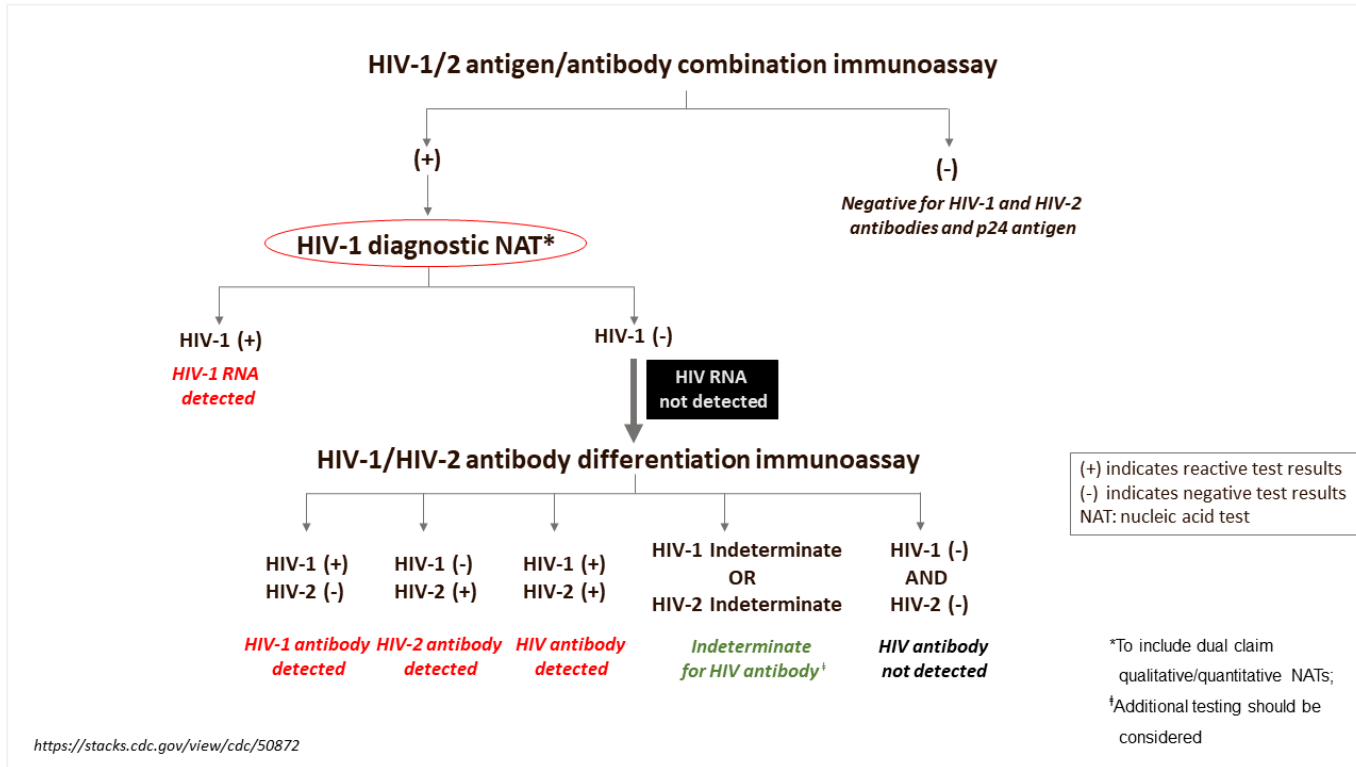 HIV-1/2 antigen/antibody combination immunoassay
(+)
(-)
Negative for HIV-1 and HIV-2
antibodies and p24 antigen
HIV-1 diagnostic NAT*
HIV-1 (+)
HIV-1 RNA
detected
HIV-1 (-)
HIV RNA
not detected
HIV-1/HIV-2 antibody differentiation immunoassay
HIV-1 (+)
HIV-2 (-)
HIV-1 antibody
detected
HIV-1 (-)
HIV-2 (+)
HIV-2 antibody
detected
HIV-1 (+)
HIV-2 (+)
HIV antibody
detected
HIV-1 Indeterminate
OR
HIV-2 Indeterminate
Indeterminate
for HIV antibody‡
HIV-1 (-)
AND
HIV-2 (-)
HIV antibody
not detected
(+) indicates reactive test results
(-) indicates negative test results
NAT: nucleic acid test
*To include dual claim
qualitative/quantitative NATs;
‡Additional testing should be
considered
https://stacks.cdc.gov/view/cdc/50872